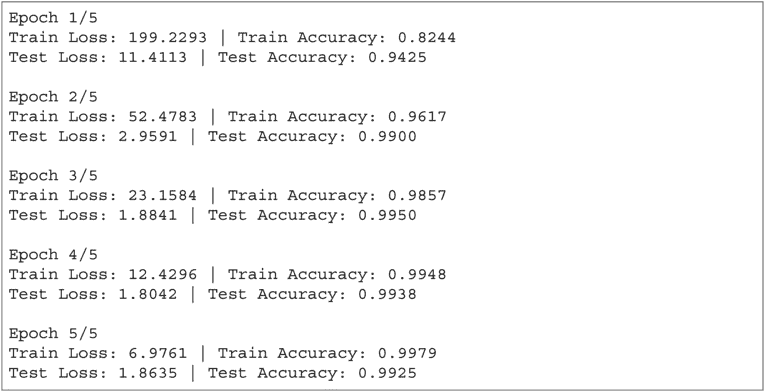 Epoch 1/5
Train Loss: 199.2293 | Train Accuracy: 0.8244
Test Loss: 11.4113 | Test Accuracy: 0.9425
Epoch 2/5
Train Loss: 52.4783 | Train Accuracy: 0.9617
Test Loss: 2.9591 | Test Accuracy: 0.9900
Epoch 3/5
Train Loss: 23.1584 | Train Accuracy: 0.9857
Test Loss: 1.8841 | Test Accuracy: 0.9950
Epoch 4/5
Train Loss: 12.4296 | Train Accuracy: 0.9948
Test Loss: 1.8042 | Test Accuracy: 0.9938
Epoch 5/5
Train Loss: 6.9761 | Train Accuracy: 0.9979
Test Loss: 1.8635 | Test Accuracy: 0.9925